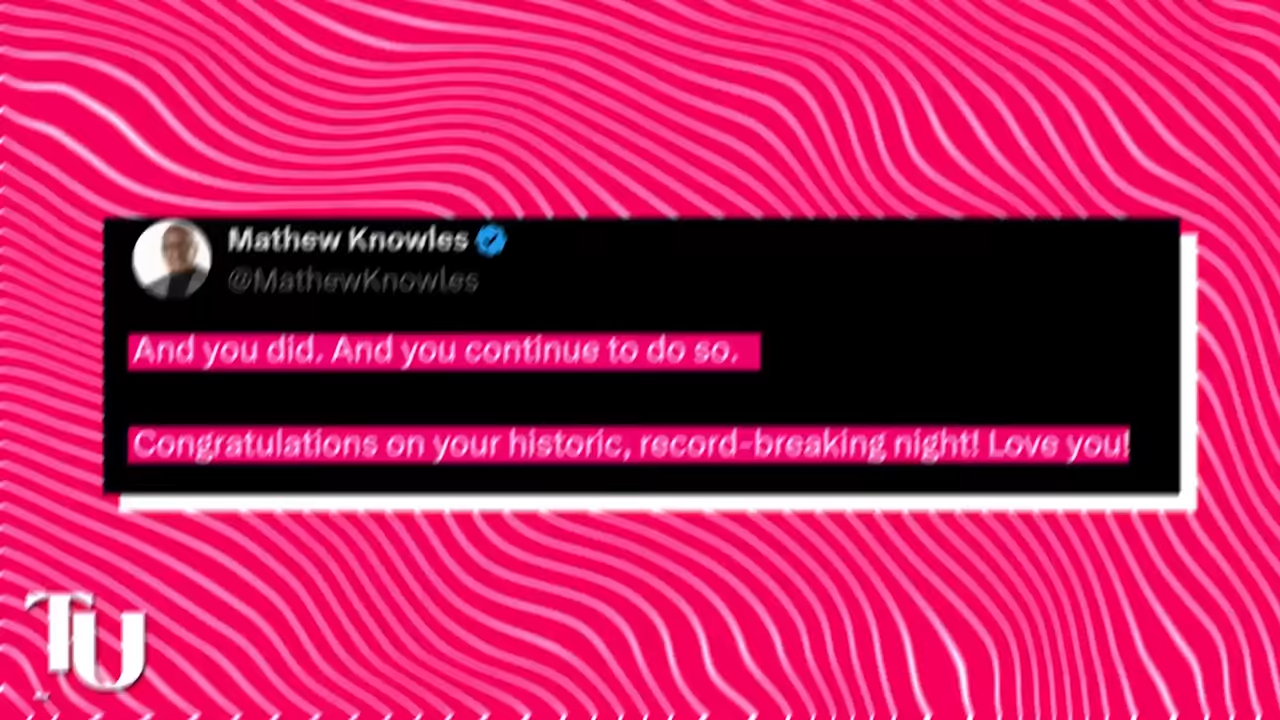 Mathew Knowles
@MathewKnowles
And you did. And you continue to do so.
Congratulations on your historic, record-breaking night! Love you!
TU